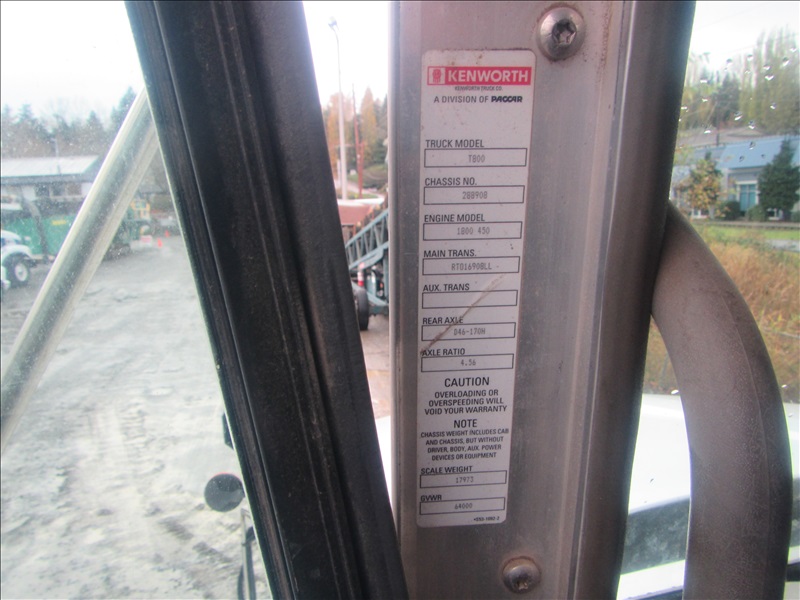 KENWORTH
KENWORTH TRUCK CO.
A DIVISION OF PACCAR
TRUCK MODEL
T800
CHASSIS NO.
288908
ENGINE MODEL
1800 450
MAIN TRANS.
RTO16908LL
AUX. TRANS
REAR AXLE
D46-170H
AXLE RATIO
4.56
CAUTION
OVERLOADING OR
OVERSPEEDING WILL
VOID YOUR WARRANTY
NOTE
CHASSIS WEIGHT INCLUDES CAB
AND CHASSIS, BUT WITHOUT
DRIVER, BODY, AUX. POWER
DEVICES OR EQUIPMENT
SCALE WEIGHT
17973
GVWR
64000